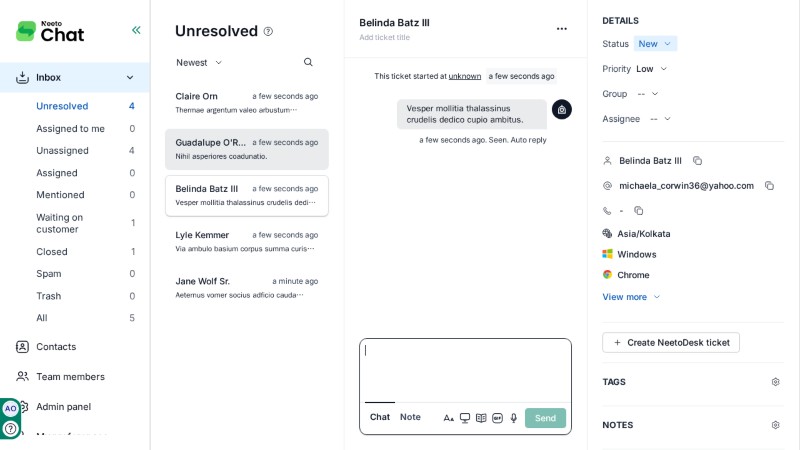 Neeto
Chat
Inbox
Unresolved 4
Assigned to me 0
Unassigned 4
Assigned 0
Mentioned 0
Waiting on
customer 1
Closed 1
Spam 0
Trash 0
All 5
Contacts
Team members
Admin panel
AO
Unresolved
Newest
Claire Orn a few seconds ago
Thermae argentum valeo arbustum···
Guadalupe O'R... a few seconds ago
Nihil asperiores coadunatio.
Belinda Batz III a few seconds ago
Vesper mollitia thalassinus crudelis dedi···
Lyle Kemmer a few seconds ago
Via ambulo basium corpus summa curis···
Jane Wolf Sr. a minute ago
Aeternus vomer socius adficio cauda···
Belinda Batz III
Add ticket title
This ticket started at unknown a few seconds ago
Vesper mollitia thalassinus
crudelis dedico cupio ambitus.
a few seconds ago. Seen. Auto reply
Chat Note
GIF
Send
DETAILS
Status New
Priority Low
Group --
Assignee --
Belinda Batz III
michaela_corwin36@yahoo.com
-
Asia/Kolkata
Windows
Chrome
View more
+ Create NeetoDesk ticket
TAGS
NOTES